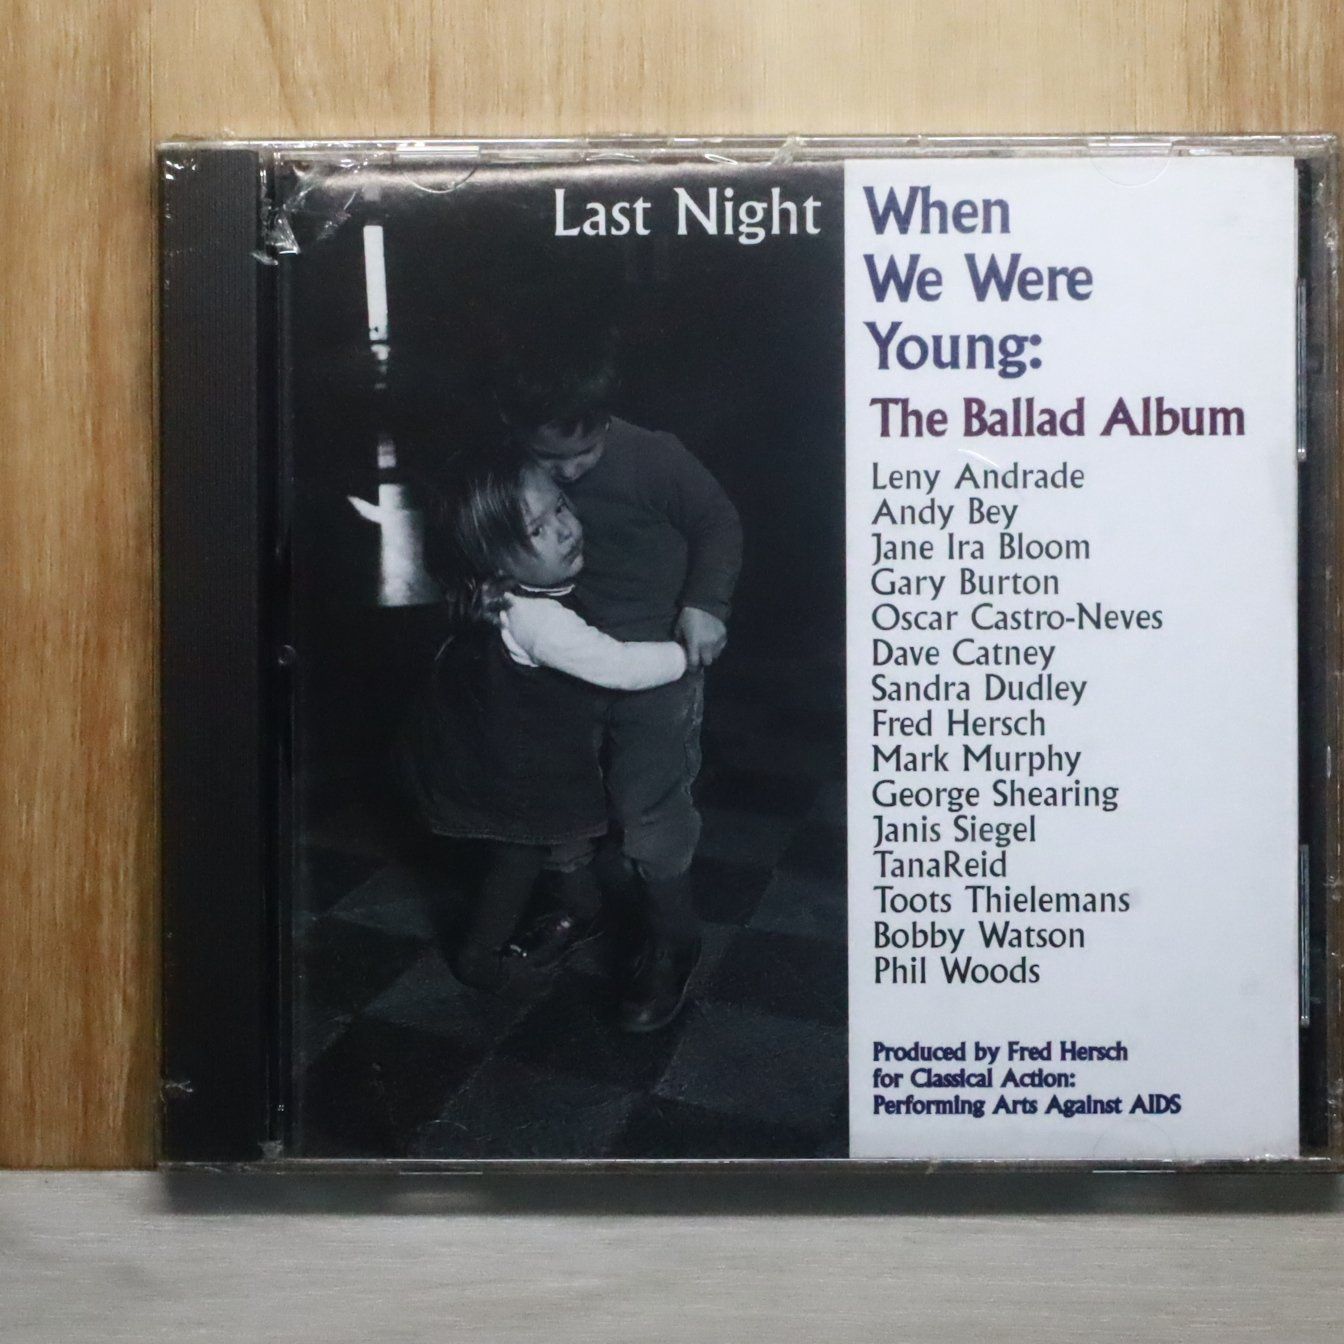 Last Night
When
We Were
Young:
The Ballad Album
Leny Andrade
Andy Bey
Jane Ira Bloom
Gary Burton
Oscar Castro-Neves
Dave Catney
Sandra Dudley
Fred Hersch
Mark Murphy
George Shearing
Janis Siegel
TanaReid
Toots Thielemans
Bobby Watson
Phil Woods
Produced by Fred Hersch
for Classical Action:
Performing Arts Against AIDS